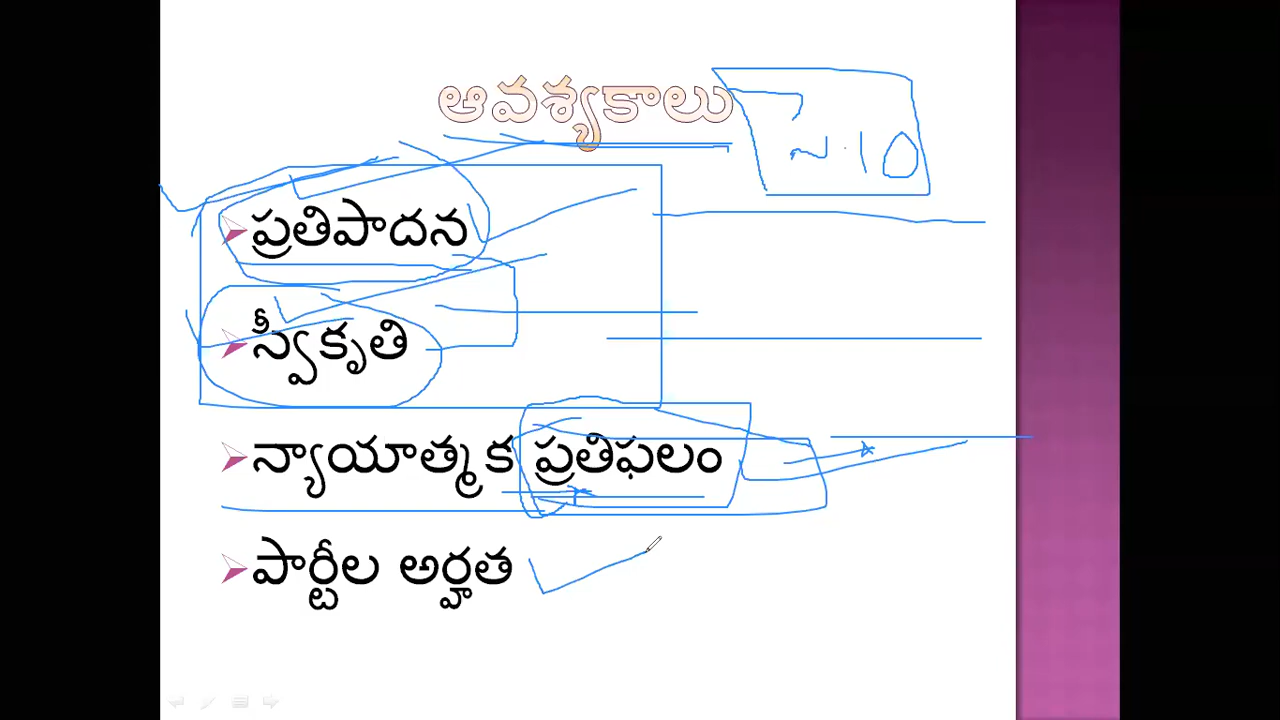 ఆవశ్యకాలు
ప్రతిపాదన
స్వీకృతి
న్యాయాత్మక ప్రతిఫలం
పార్టీల అర్హత